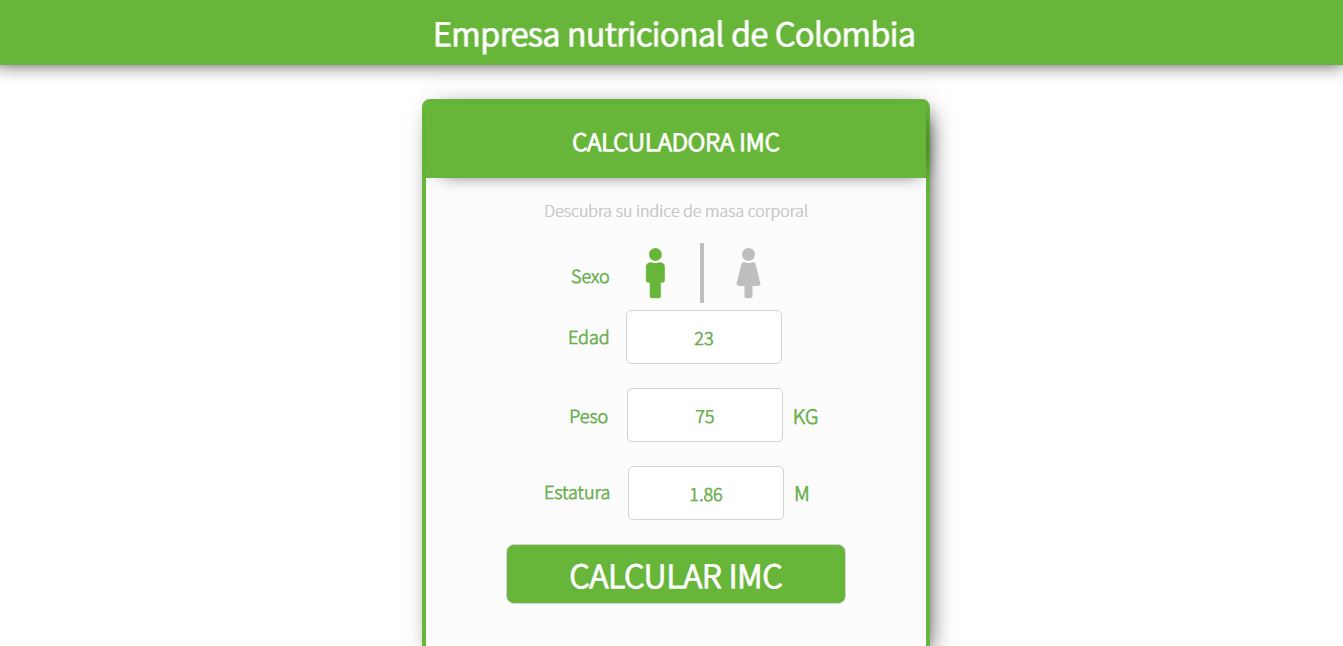 Empresa nutricional de Colombia
CALCULADORA IMC
Descubra su indice de masa corporal
Sexo
Edad 23
Peso 75 KG
Estatura 1.86 M
CALCULAR IMC